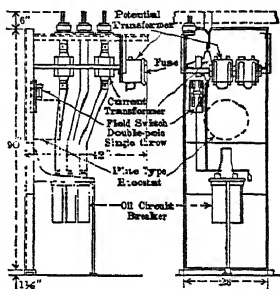 Potential
Transformer
6"
Fuse
Current
Transformer
Field Switch
Double-pole
Single Throw
90"
42"
Plate Type
Rheostat
Oil Circuit
Breaker
1½"
28"